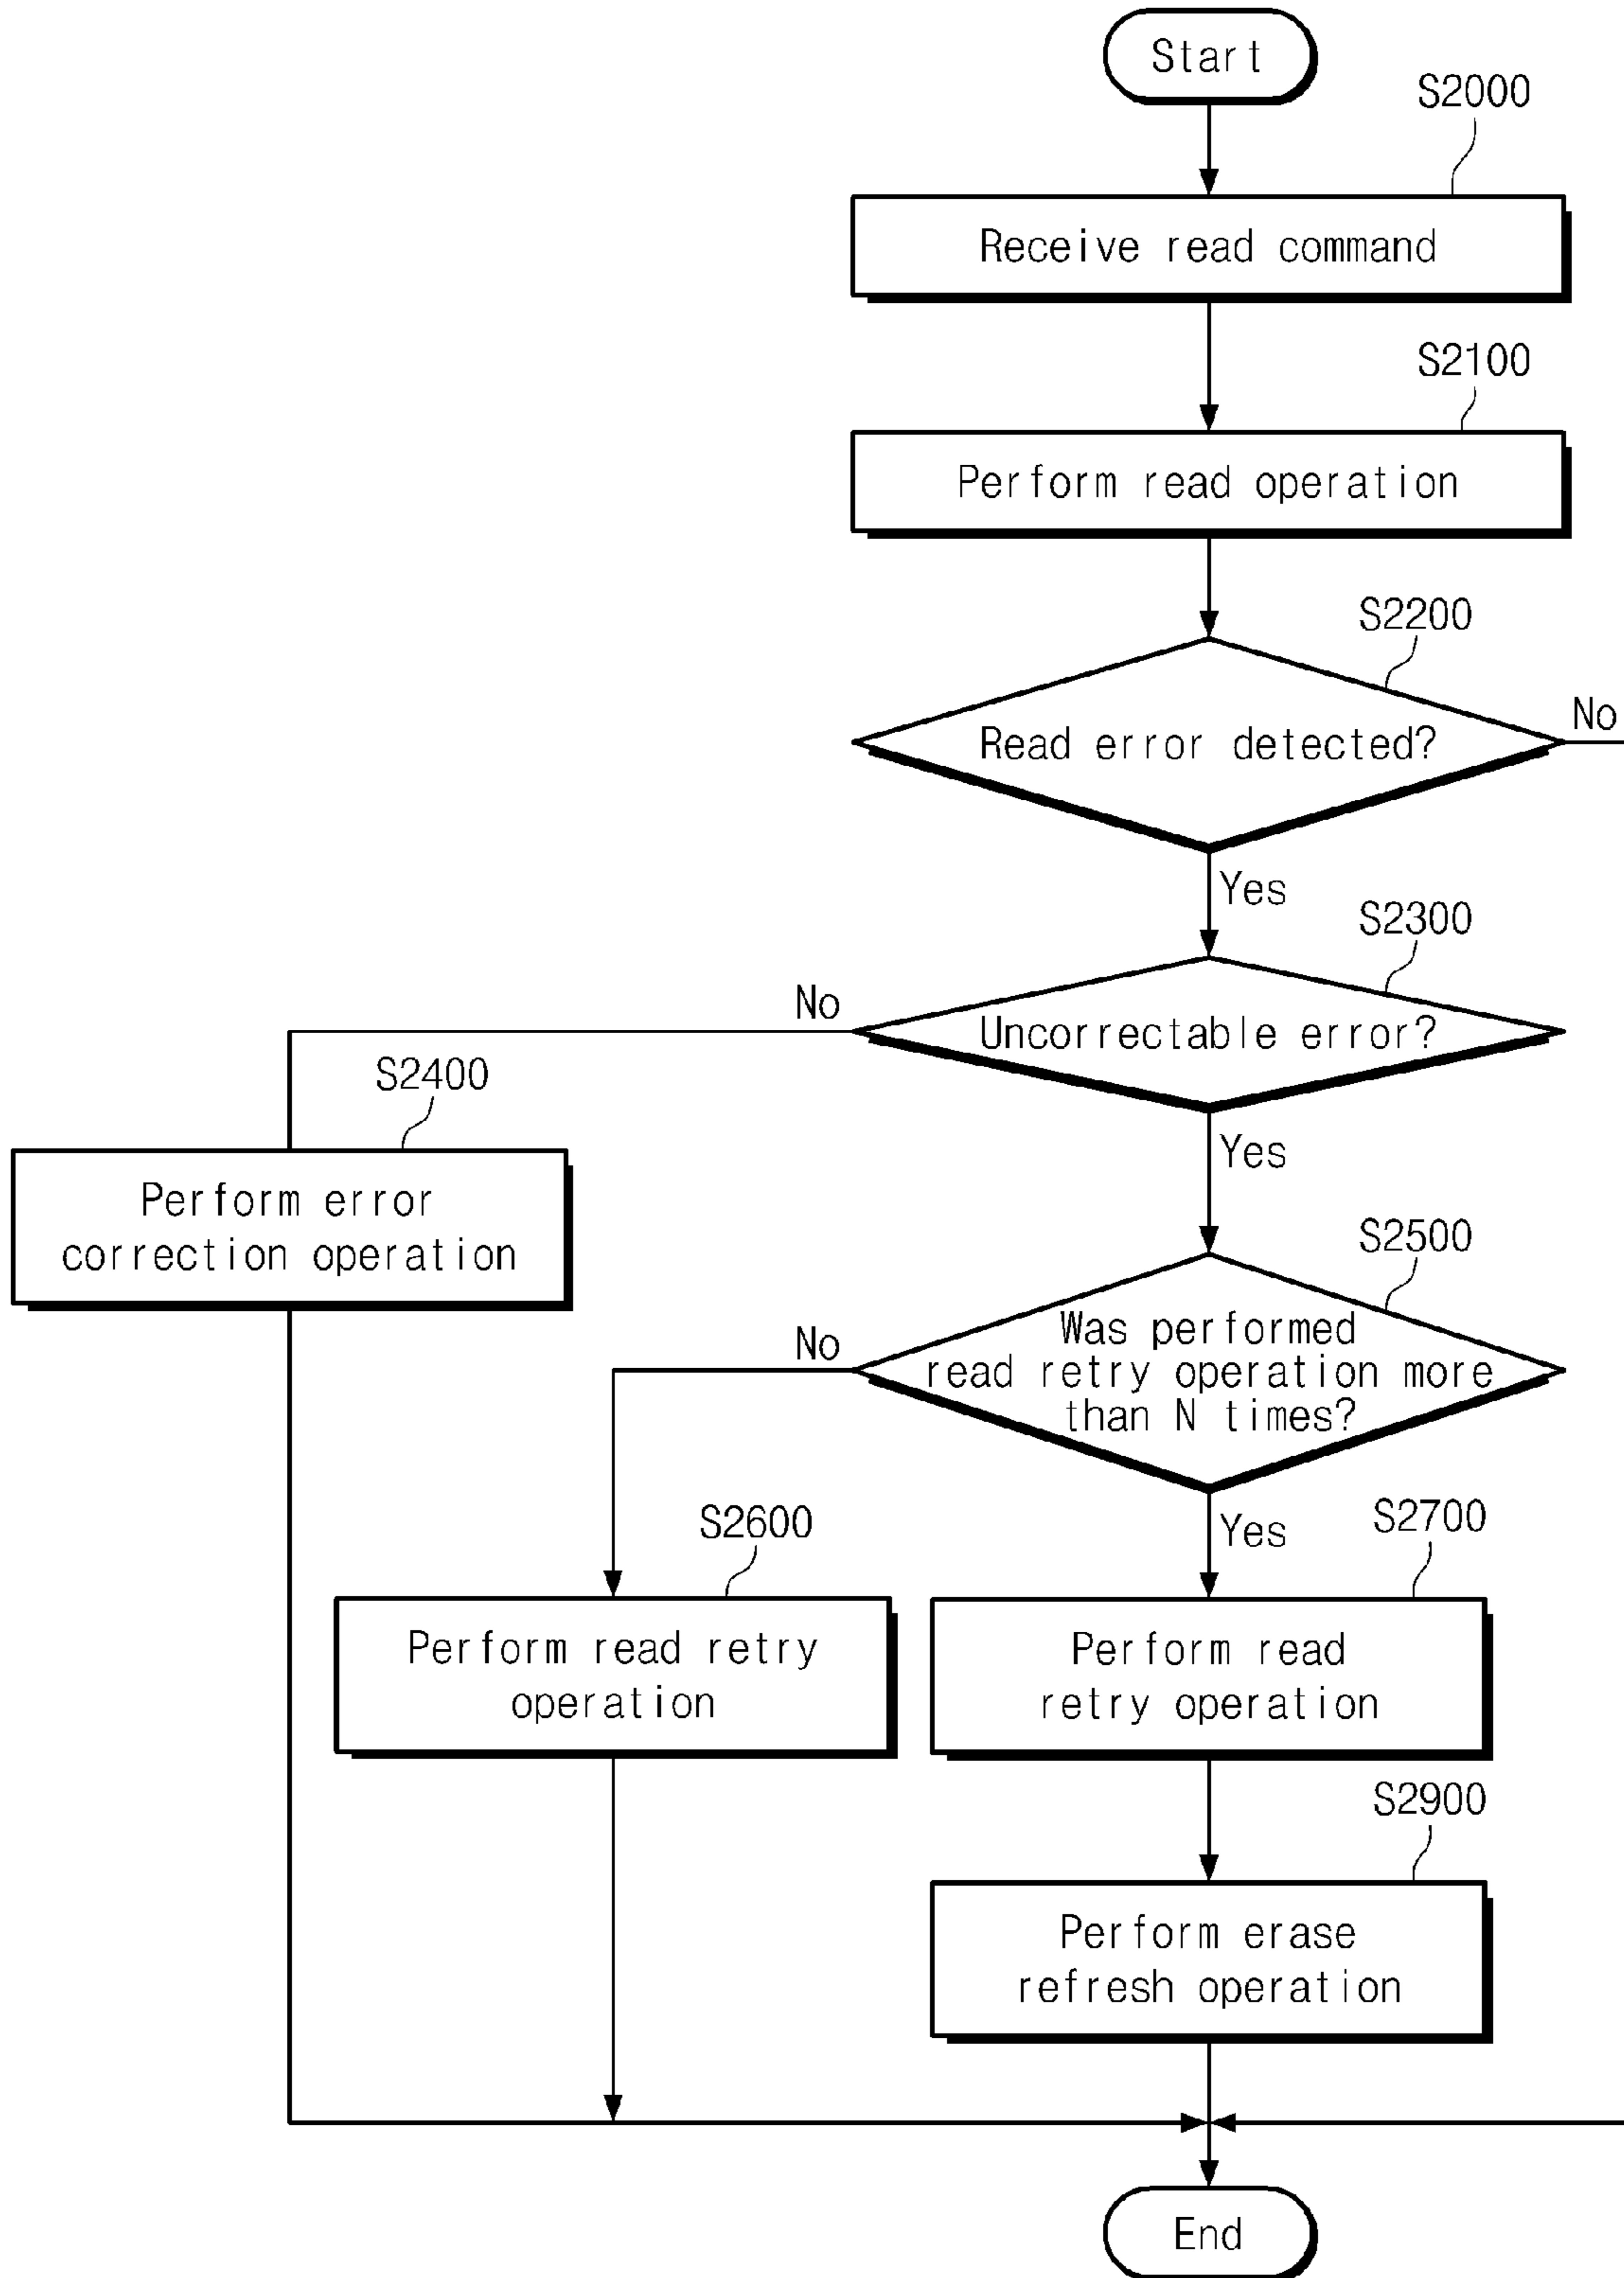 Start
S2000
Receive read command
S2100
Perform read operation
S2200
No
Read error detected?
Yes
S2300
No
Uncorrectable error?
S2400
Yes
Perform error
correction operation
S2500
No
Was performed
read retry operation more
than N times?
S2600
Yes
S2700
Perform read retry
operation
Perform read
retry operation
S2900
Perform erase
refresh operation
End